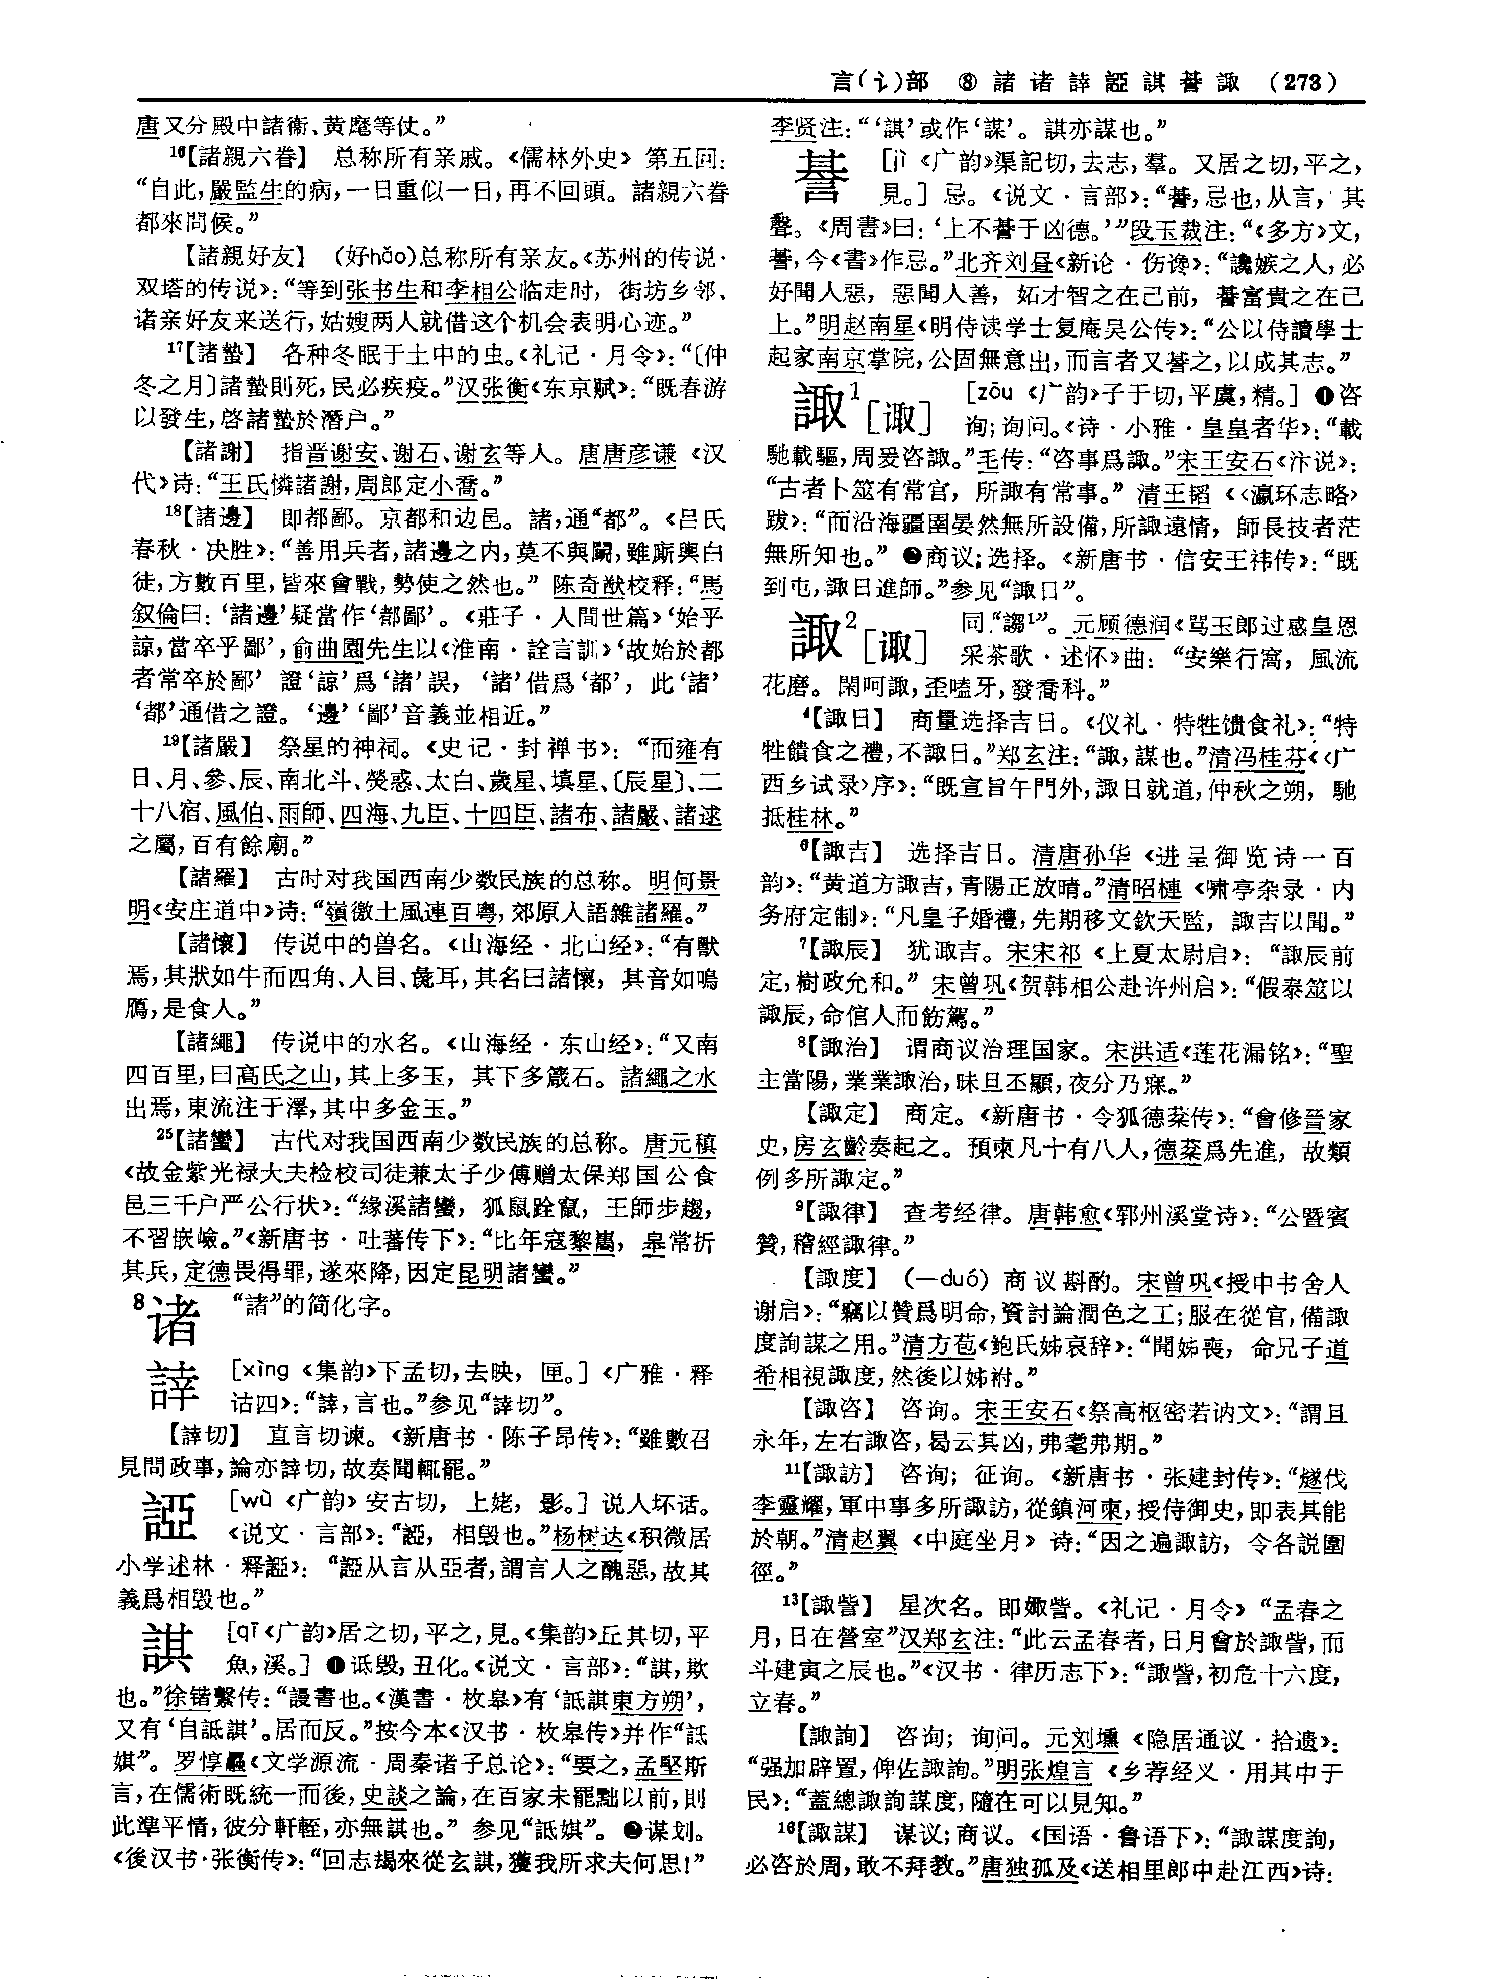 言(讠)部 ⑧ 諸 诸 誶 誈 諆 諅 諏 (273)
唐又分殿中諸衛、黄麾等仗。”
¹⁶【諸親六眷】 总称所有亲戚。《儒林外史》第五回：
“自此，嚴監生的病，一日重似一日，再不回頭。諸親六眷
都來問候。”
【諸親好友】 (好hǎo)总称所有亲友。《苏州的传说·
双塔的传说》：“等到张书生和李相公临走时，街坊乡邻、
诸亲好友来送行，姑嫂两人就借这个机会表明心迹。”
¹⁷【諸蟄】 各种冬眠于土中的虫。《礼记·月令》：“〔仲
冬之月〕諸蟄則死，民必疾疫。”汉张衡《东京赋》：“既春游
以發生，啓諸蟄於潛户。”
【諸謝】 指晋谢安、谢石、谢玄等人。唐唐彦谦《汉
代》诗：“王氏憐諸謝，周郎定小喬。”
¹⁸【諸邊】 即都鄙。京都和边邑。諸，通“都”。《吕氏
春秋·决胜》：“善用兵者，諸邊之内，莫不與鬬，雖厮輿白
徒，方數百里，皆來會戰，勢使之然也。”陈奇猷校释：“馬
叙倫曰：‘諸邊’疑當作‘都鄙’。《莊子·人間世篇》‘始乎
諒，當卒乎鄙’，俞曲園先生以《淮南·詮言訓》‘故始於都
者常卒於鄙’證‘諒’爲‘諸’誤，‘諸’借爲‘都’，此‘諸’
‘都’通借之證。‘邊’‘鄙’音義並相近。”
¹⁹【諸嚴】 祭星的神祠。《史记·封禅书》：“而雍有
日、月、參、辰、南北斗、熒惑、太白、歲星、填星、〔辰星〕、二
十八宿、風伯、雨師、四海、九臣、十四臣、諸布、諸嚴、諸逑
之屬，百有餘廟。”
【諸羅】 古时对我国西南少数民族的总称。明何景
明《安庄道中》诗：“嶺徼土風連百粤，郊原人語雜諸羅。”
【諸懷】 传说中的兽名。《山海经·北山经》：“有獸
焉，其狀如牛而四角、人目、彘耳，其名曰諸懷，其音如鳴
鴈，是食人。”
【諸繩】 传说中的水名。《山海经·东山经》：“又南
四百里，曰高氏之山，其上多玉，其下多箴石。諸繩之水
出焉，東流注于澤，其中多金玉。”
²⁵【諸蠻】 古代对我国西南少数民族的总称。唐元稹
《故金紫光禄大夫检校司徒兼太子少傅赠太保郑国公食
邑三千户严公行状》：“緣溪諸蠻，狐鼠跧竄，王師步趨，
不習嵌嶮。”《新唐书·吐蕃传下》：“比年寇黎巂，皋常折
其兵，定德畏得罪，遂來降，因定昆明諸蠻。”
8诸 “諸”的简化字。
誶 [xìng《集韵》下孟切，去映，匣。]《广雅·释
诂四》：“誶，言也。”参见“誶切”。
【誶切】 直言切谏。《新唐书·陈子昂传》：“雖數召
見問政事，論亦誶切，故奏聞輒罷。”
誈 [wù《广韵》安古切，上姥，影。]说人坏话。
《说文·言部》：“誈，相毁也。”杨树达《积微居
小学述林·释誈》：“誈从言从亞者，謂言人之醜惡，故其
義爲相毁也。”
諆 [qī《广韵》居之切，平之，見。《集韵》丘其切，平
魚，溪。]❶诋毁，丑化。《说文·言部》：“諆，欺
也。”徐锴繫传：“謾書也。《漢書·枚皋》有‘詆諆東方朔’，
又有‘自詆諆’。居而反。”按今本《汉书·枚皋传》并作“詆
娸”。罗惇曧《文学源流·周秦诸子总论》：“要之，孟堅斯
言，在儒術既統一而後，史談之論，在百家未罷黜以前，則
此準平情，彼分軒輊，亦無諆也。”参见“詆娸”。❷谋划。
《後汉书·张衡传》：“回志朅來從玄諆，獲我所求夫何思！”
李贤注：“‘諆’或作‘謀’。諆亦謀也。”
諅 [jì《广韵》渠記切，去志，羣。又居之切，平之，
見。]忌。《说文·言部》：“諅，忌也，从言，其
聲。《周書》曰：‘上不諅于凶德。’”段玉裁注：“《多方》文，
諅，今《書》作忌。”北齐刘昼《新论·伤谗》：“讒嫉之人，必
好聞人惡，惡聞人善，妬才智之在己前，諅富貴之在己
上。”明赵南星《明侍读学士复庵吴公传》：“公以侍讀學士
起家南京掌院，公固無意出，而言者又諅之，以成其志。”
諏¹[诹] [zōu《广韵》子于切，平虞，精。]❶咨
询；询问。《诗·小雅·皇皇者华》：“載
馳載驅，周爰咨諏。”毛传：“咨事爲諏。”宋王安石《汴说》：
“古者卜筮有常官，所諏有常事。”清王韬《〈瀛环志略〉
跋》：“而沿海疆圉晏然無所設備，所諏遠情，師長技者茫
無所知也。”❷商议；选择。《新唐书·信安王祎传》：“既
到屯，諏日進師。”参见“諏日”。
諏²[诹] 同“謅¹”。元顾德润《骂玉郎过感皇恩
采茶歌·述怀》曲：“安樂行窩，風流
花磨。閑呵諏，歪嗑牙，發喬科。”
⁴【諏日】 商量选择吉日。《仪礼·特牲馈食礼》：“特
牲饋食之禮，不諏日。”郑玄注：“諏，謀也。”清冯桂芬《〈广
西乡试录〉序》：“既宣旨午門外，諏日就道，仲秋之朔，馳
抵桂林。”
⁶【諏吉】 选择吉日。清唐孙华《进呈御览诗一百
韵》：“黄道方諏吉，青陽正放晴。”清昭槤《啸亭杂录·内
务府定制》：“凡皇子婚禮，先期移文欽天監，諏吉以聞。”
⁷【諏辰】 犹诹吉。宋宋祁《上夏太尉启》：“諏辰前
定，樹政允和。”宋曾巩《贺韩相公赴许州启》：“假泰筮以
諏辰，命倌人而飭駕。”
⁸【諏治】 谓商议治理国家。宋洪适《莲花漏铭》：“聖
主當陽，業業諏治，昧旦丕顯，夜分乃寐。”
【諏定】 商定。《新唐书·令狐德棻传》：“會修晉家
史，房玄齡奏起之。預柬凡十有八人，德棻爲先進，故類
例多所諏定。”
⁹【諏律】 查考经律。唐韩愈《郓州溪堂诗》：“公暨賓
贊，稽經諏律。”
【諏度】 (—duó)商议斟酌。宋曾巩《授中书舍人
谢启》：“竊以贊爲明命，資討論潤色之工；服在從官，備諏
度詢謀之用。”清方苞《鲍氏姊哀辞》：“聞姊喪，命兄子道
希相視諏度，然後以姊祔。”
【諏咨】 咨询。宋王安石《祭高枢密若讷文》：“謂且
永年，左右諏咨，曷云其凶，弗耄弗期。”
¹¹【諏訪】 咨询；征询。《新唐书·张建封传》：“燧伐
李靈耀，軍中事多所諏訪，從鎮河東，授侍御史，即表其能
於朝。”清赵翼《中庭坐月》诗：“因之遍諏訪，令各説圍
徑。”
¹³【諏訾】 星次名。即娵訾。《礼记·月令》“孟春之
月，日在營室”汉郑玄注：“此云孟春者，日月會於諏訾，而
斗建寅之辰也。”《汉书·律历志下》：“諏訾，初危十六度，
立春。”
【諏詢】 咨询；询问。元刘壎《隐居通议·拾遗》：
“强加辟置，俾佐諏詢。”明张煌言《乡荐经义·用其中于
民》：“蓋總諏詢謀度，隨在可以見知。”
¹⁶【諏謀】 谋议；商议。《国语·鲁语下》：“諏謀度詢，
必咨於周，敢不拜教。”唐独孤及《送相里郎中赴江西》诗：